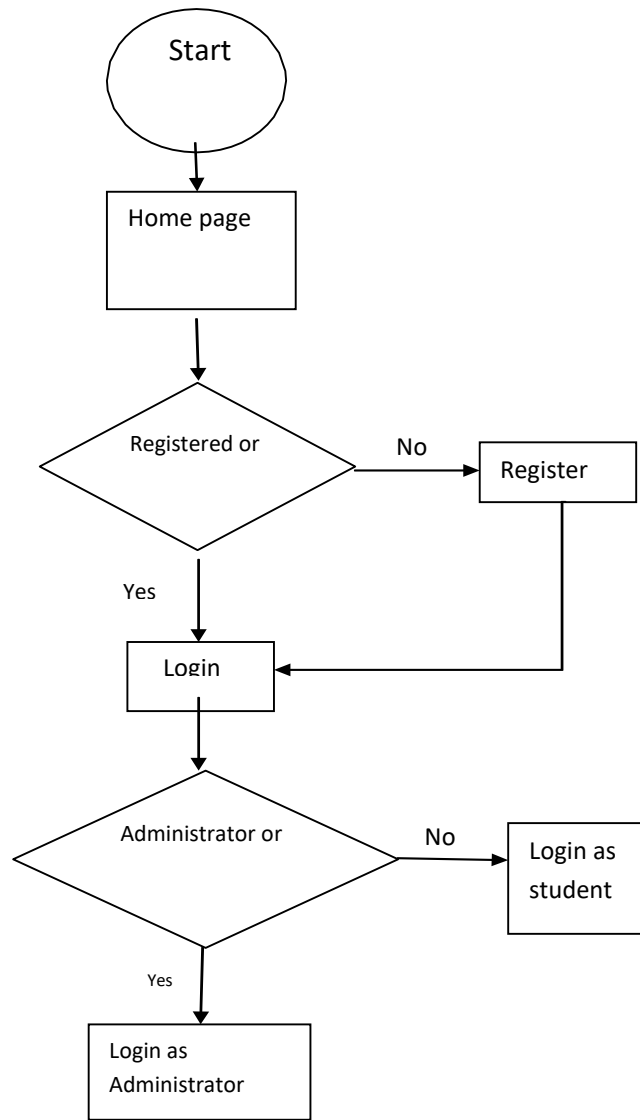 Start
Home page
Registered or
No
Register
Yes
Login
Administrator or
No
Login as
student
Yes
Login as
Administrator